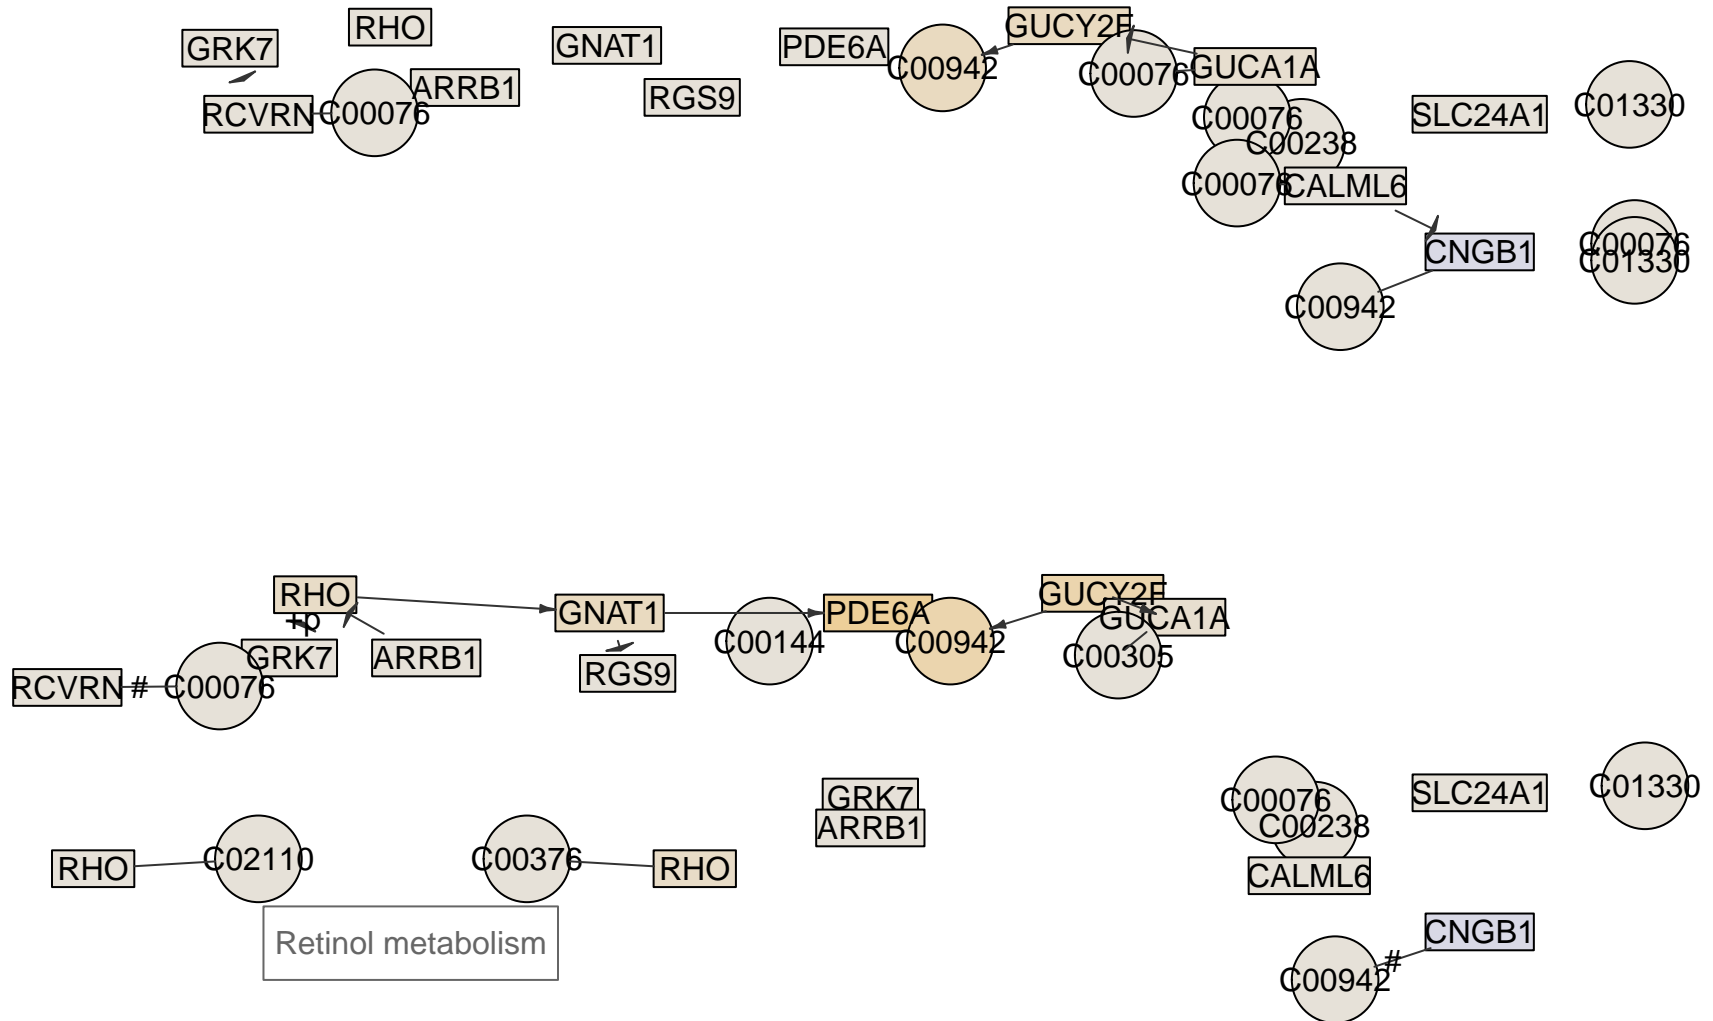 RHO
GRK7
GNAT1
PDE6A
GUCY2F
C00942
C00076
GUCA1A
ARRB1
RGS9
RCVRN
C00076
C00076
C00238
SLC24A1
C01330
C00076
CALML6
C00076
C01330
CNGB1
C00942
RHO
+p
GNAT1
PDE6A
GUCY2F
GUCA1A
GRK7
ARRB1
RGS9
C00144
C00942
C00305
RCVRN
#
C00076
GRK7
ARRB1
C00076
C00238
SLC24A1
C01330
RHO
C02110
C00376
RHO
CALML6
Retinol metabolism
CNGB1
#
C00942